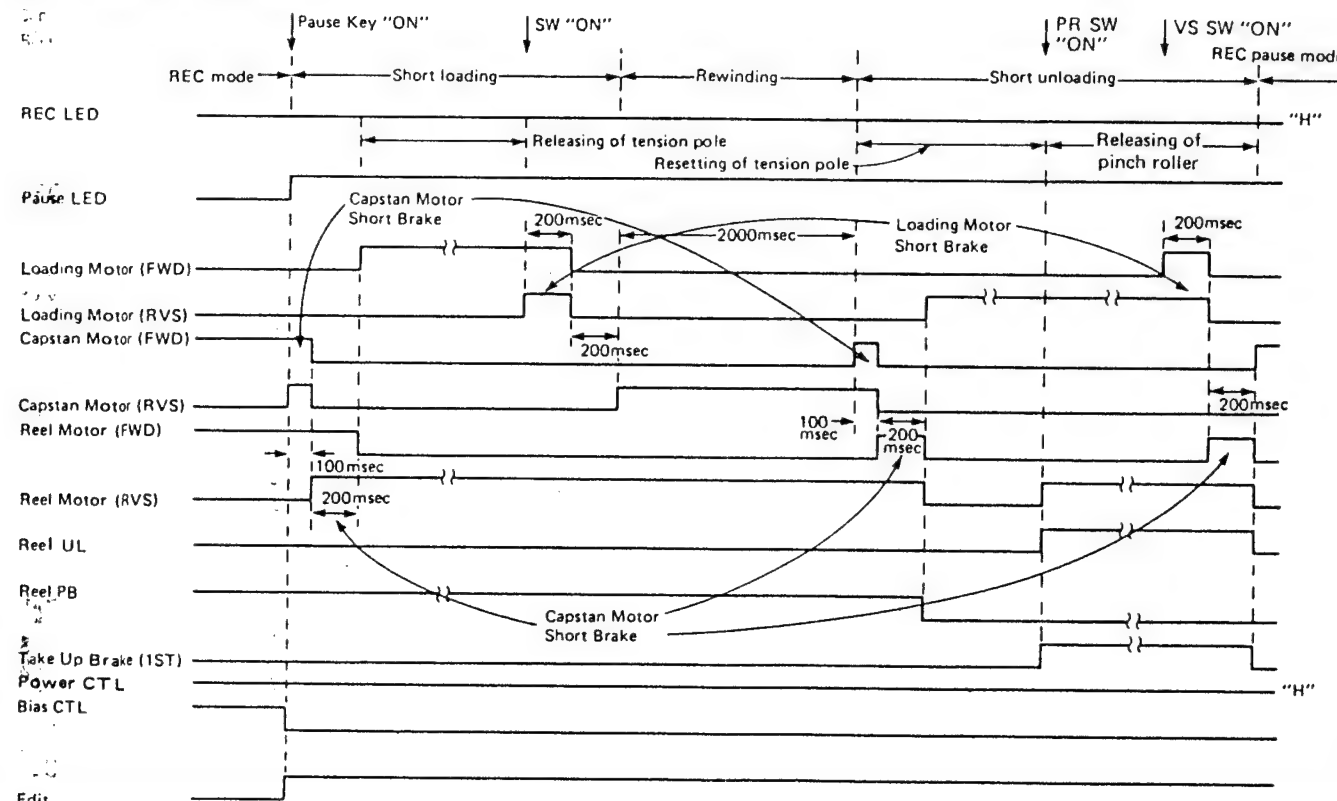 Pause Key "ON"
SW "ON"
PR SW
"ON"
VS SW "ON"
REC pause mode
REC mode
Short loading
Rewinding
Short unloading
REC LED
"H"
Releasing of tension pole
Resetting of tension pole
Releasing of
pinch roller
Pause LED
Capstan Motor
Short Brake
200msec
2000msec
Loading Motor
Short Brake
200msec
Loading Motor (FWD)
Loading Motor (RVS)
Capstan Motor (FWD)
200msec
Capstan Motor (RVS)
200msec
Reel Motor (FWD)
100
msec
200
msec
100msec
Reel Motor (RVS)
200msec
Reel UL
Reel PB
Capstan Motor
Short Brake
Take Up Brake (1ST)
Power CTL
"H"
Bias CTL
Edit